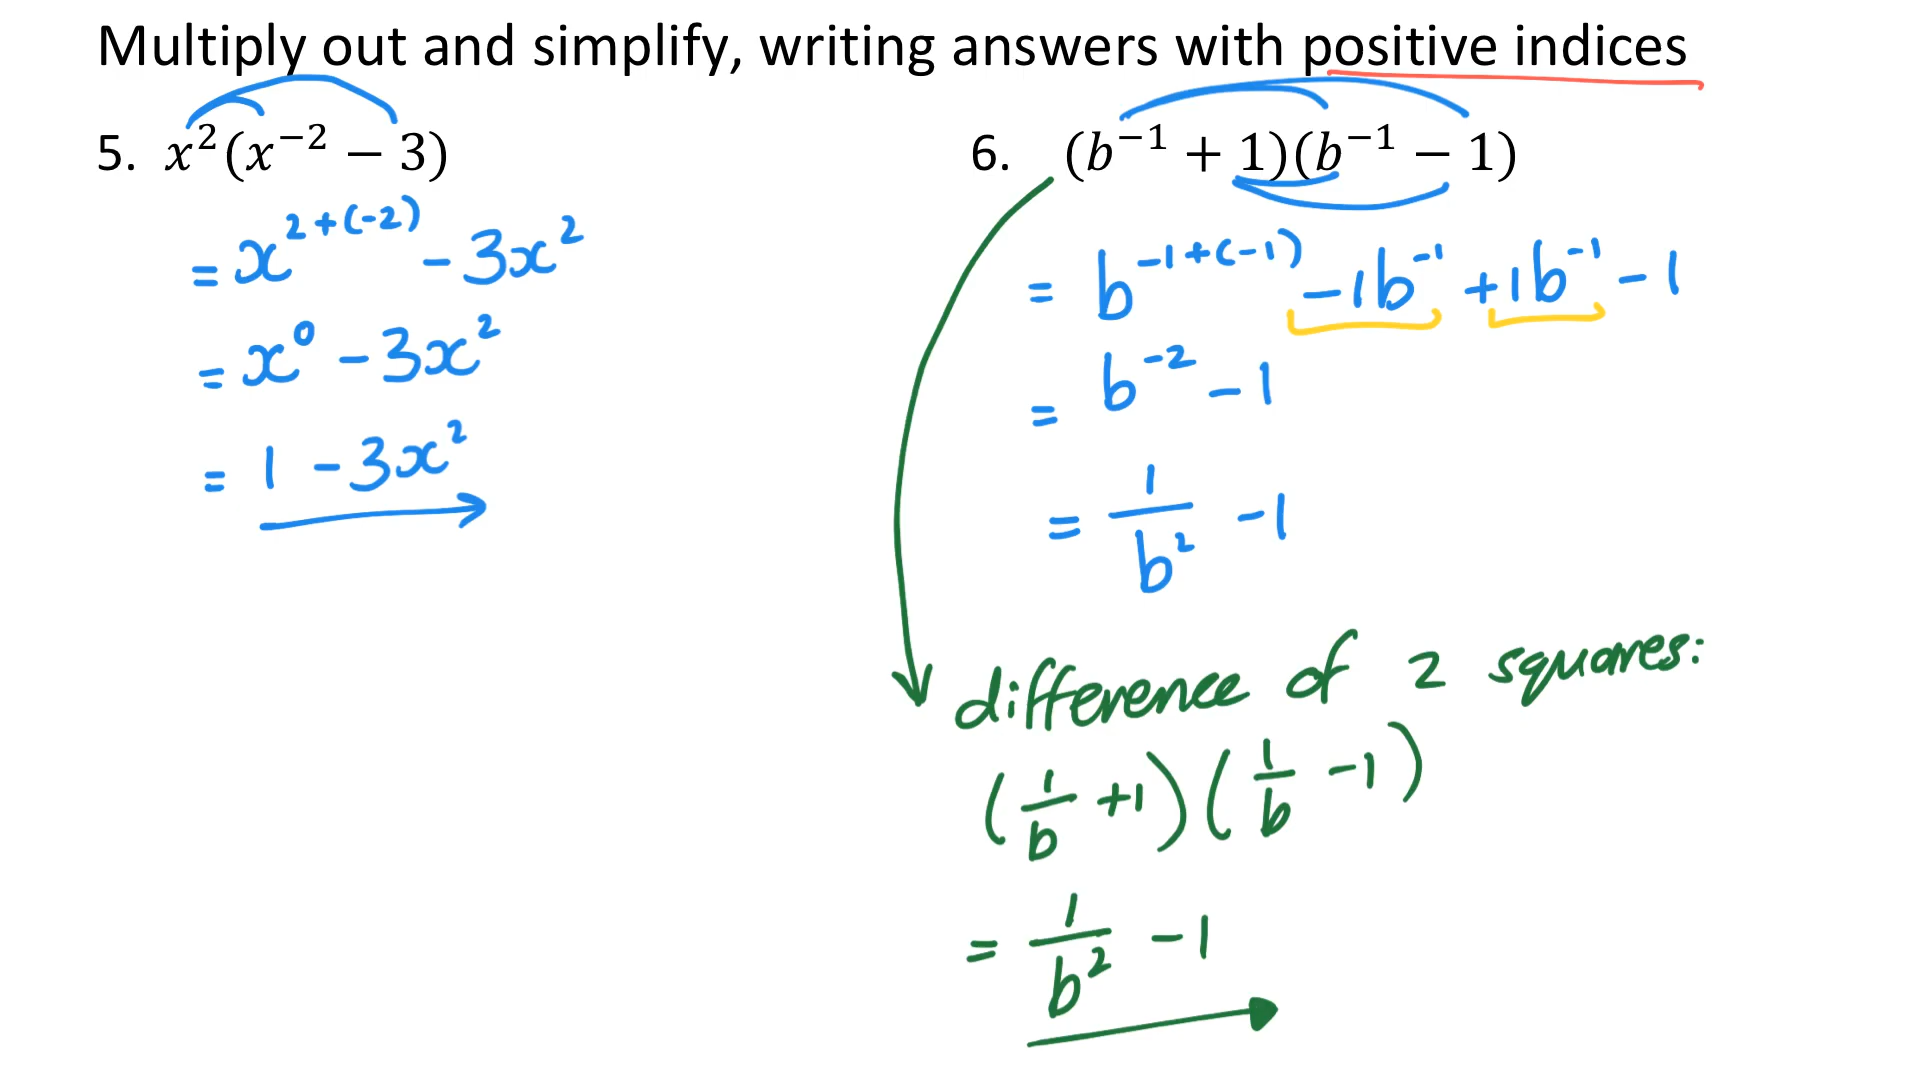 Multiply out and simplify, writing answers with positive indices
5. x²(x⁻² − 3)
= x²⁺⁽⁻²⁾ − 3x²
= x⁰ − 3x²
= 1 − 3x²
6. (b⁻¹ + 1)(b⁻¹ − 1)
= b⁻¹⁺⁽⁻¹⁾ − 1b⁻¹ + 1b⁻¹ − 1
= b⁻² − 1
= 1/b² − 1
difference of 2 squares:
(1/b + 1)(1/b − 1)
= 1/b² − 1